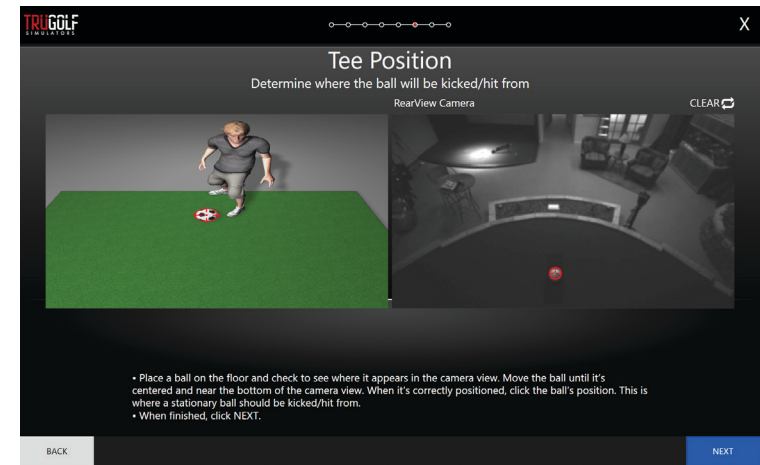 TRUGOLF
SIMULATORS
X
Tee Position
Determine where the ball will be kicked/hit from
RearView Camera
CLEAR
• Place a ball on the floor and check to see where it appears in the camera view. Move the ball until it's
centered and near the bottom of the camera view. When it's correctly positioned, click the ball's position. This is
where a stationary ball should be kicked/hit from.
• When finished, click NEXT.
BACK
NEXT